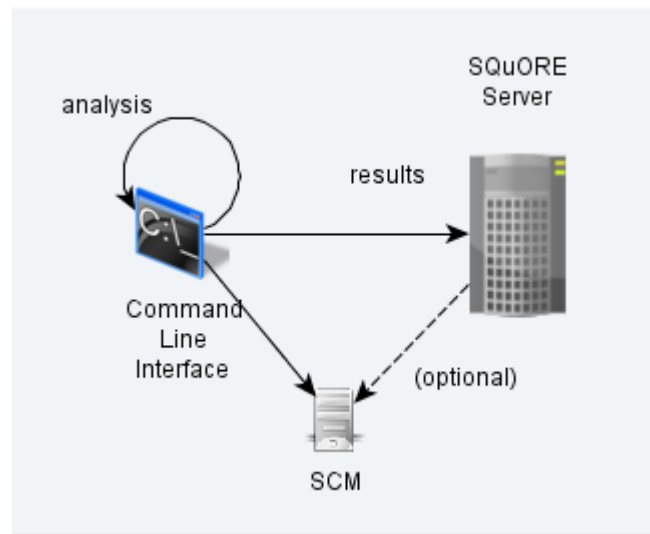 SQuORE
Server
analysis
results
C:\_
Command
Line
Interface
(optional)
SCM